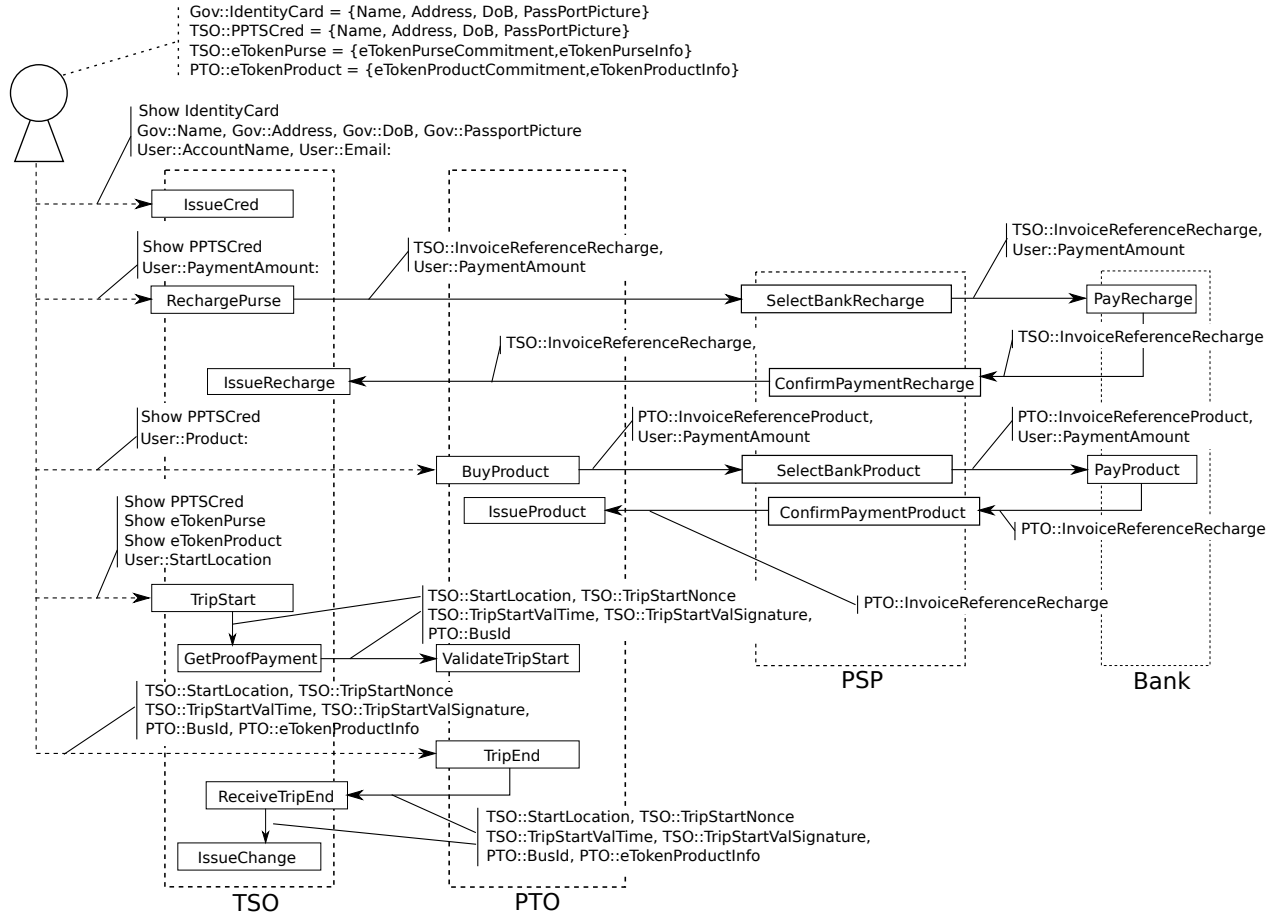 Gov::IdentityCard = {Name, Address, DoB, PassPortPicture}
TSO::PPTSCred = {Name, Address, DoB, PassPortPicture}
TSO::eTokenPurse = {eTokenPurseCommitment,eTokenPurseInfo}
PTO::eTokenProduct = {eTokenProductCommitment,eTokenProductInfo}
Show IdentityCard
Gov::Name, Gov::Address, Gov::DoB, Gov::PassportPicture
User::AccountName, User::Email:
IssueCred
Show PPTSCred
User::PaymentAmount:
TSO::InvoiceReferenceRecharge,
User::PaymentAmount
TSO::InvoiceReferenceRecharge,
User::PaymentAmount
RechargePurse
SelectBankRecharge
PayRecharge
TSO::InvoiceReferenceRecharge,
TSO::InvoiceReferenceRecharge
IssueRecharge
ConfirmPaymentRecharge
Show PPTSCred
User::Product:
PTO::InvoiceReferenceProduct,
User::PaymentAmount
PTO::InvoiceReferenceProduct,
User::PaymentAmount
BuyProduct
SelectBankProduct
PayProduct
IssueProduct
ConfirmPaymentProduct
PTO::InvoiceReferenceRecharge
Show PPTSCred
Show eTokenPurse
Show eTokenProduct
User::StartLocation
TripStart
TSO::StartLocation, TSO::TripStartNonce
TSO::TripStartValTime, TSO::TripStartValSignature,
PTO::BusId
PTO::InvoiceReferenceRecharge
GetProofPayment
ValidateTripStart
PSP
Bank
TSO::StartLocation, TSO::TripStartNonce
TSO::TripStartValTime, TSO::TripStartValSignature,
PTO::BusId, PTO::eTokenProductInfo
TripEnd
ReceiveTripEnd
TSO::StartLocation, TSO::TripStartNonce
TSO::TripStartValTime, TSO::TripStartValSignature,
PTO::BusId, PTO::eTokenProductInfo
IssueChange
TSO
PTO